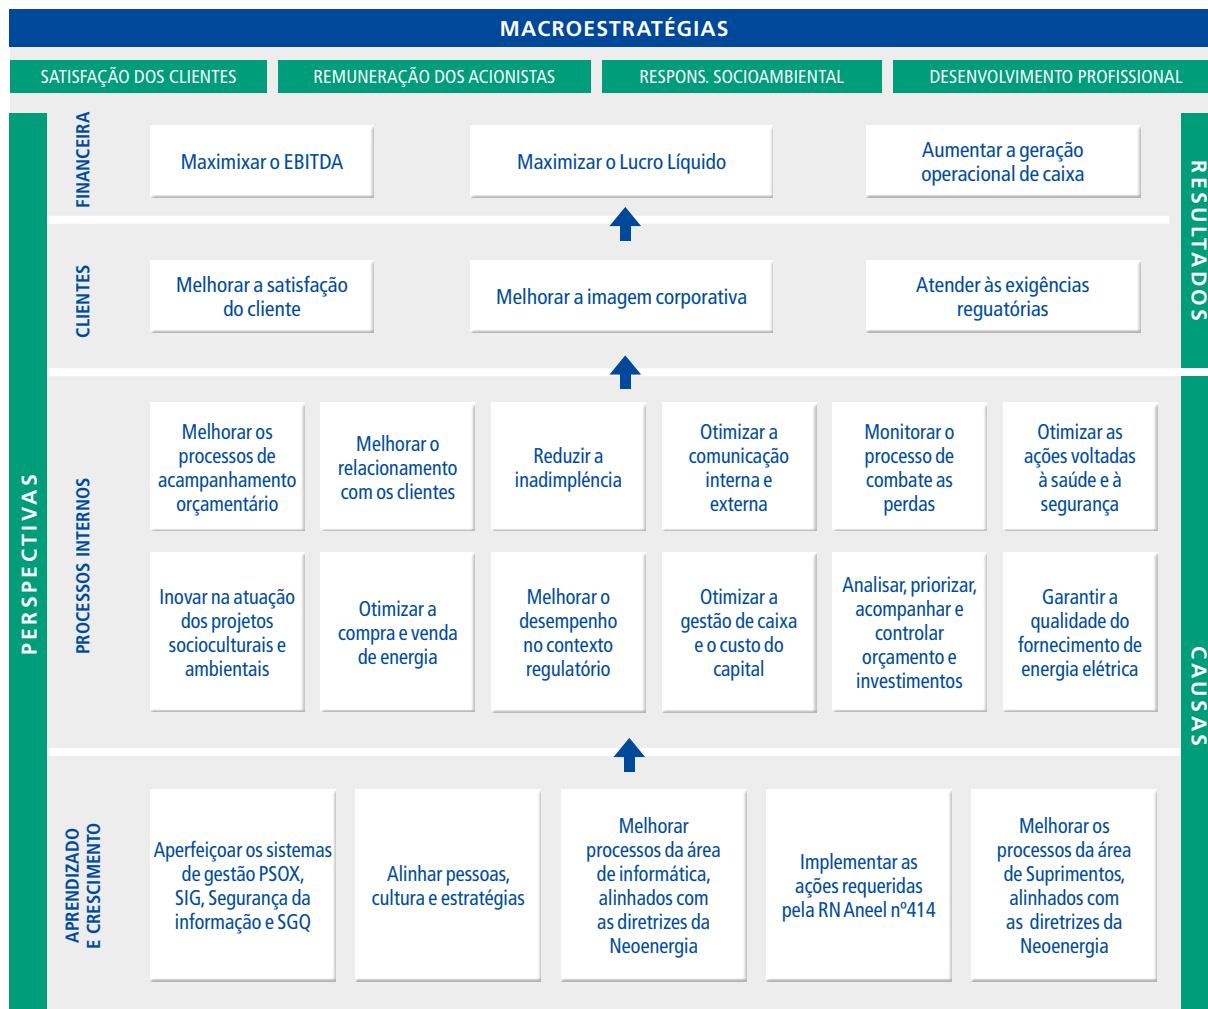 MACROESTRATÉGIAS
SATISFAÇÃO DOS CLIENTES
REMUNERAÇÃO DOS ACIONISTAS
RESPONS. SOCIOAMBIENTAL
DESENVOLVIMENTO PROFISSIONAL
PERSPECTIVAS
RESULTADOS
CAUSAS
FINANCEIRA
Maximixar o EBITDA
Maximizar o Lucro Líquido
Aumentar a geração
operacional de caixa
CLIENTES
Melhorar a satisfação
do cliente
Melhorar a imagem corporativa
Atender às exigências
reguatórias
PROCESSOS INTERNOS
Melhorar os
processos de
acampanhamento
orçamentário
Melhorar o
relacionamento
com os clientes
Reduzir a
inadimpléncia
Otimizar a
comunicação
interna e
externa
Monitorar o
processo de
combate as
perdas
Otimizar as
ações voltadas
à saúde e à
segurança
Inovar na atuação
dos projetos
socioculturais e
ambientais
Otimizar a
compra e venda
de energia
Melhorar o
desempenho
no contexto
regulatório
Otimizar a
gestão de caixa
e o custo do
capital
Analisar, priorizar,
acompanhar e
controlar
orçamento e
investimentos
Garantir a
qualidade do
fornecimento de
energia elétrica
APRENDIZADO
E CRESCIMENTO
Aperfeiçoar os sistemas
de gestão PSOX,
SIG, Segurança da
informação e SGQ
Alinhar pessoas,
cultura e estratégias
Melhorar
processos da área
de informática,
alinhados com
as diretrizes da
Neoenergia
Implementar as
ações requeridas
pela RN Aneel nº414
Melhorar os
processos da área
de Suprimentos,
alinhados com
as diretrizes da
Neoenergia